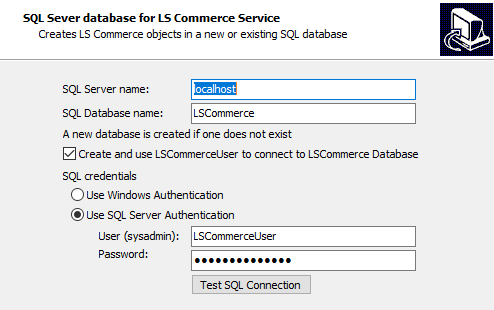 SQL Sever database for LS Commerce Service
Creates LS Commerce objects in a new or existing SQL database
SQL Server name:
localhost
SQL Database name:
LSCommerce
A new database is created if one does not exist
Create and use LSCommerceUser to connect to LSCommerce Database
SQL credentials
Use Windows Authentication
Use SQL Server Authentication
User (sysadmin):
LSCommerceUser
Password:
●●●●●●●●●●●●●●
Test SQL Connection